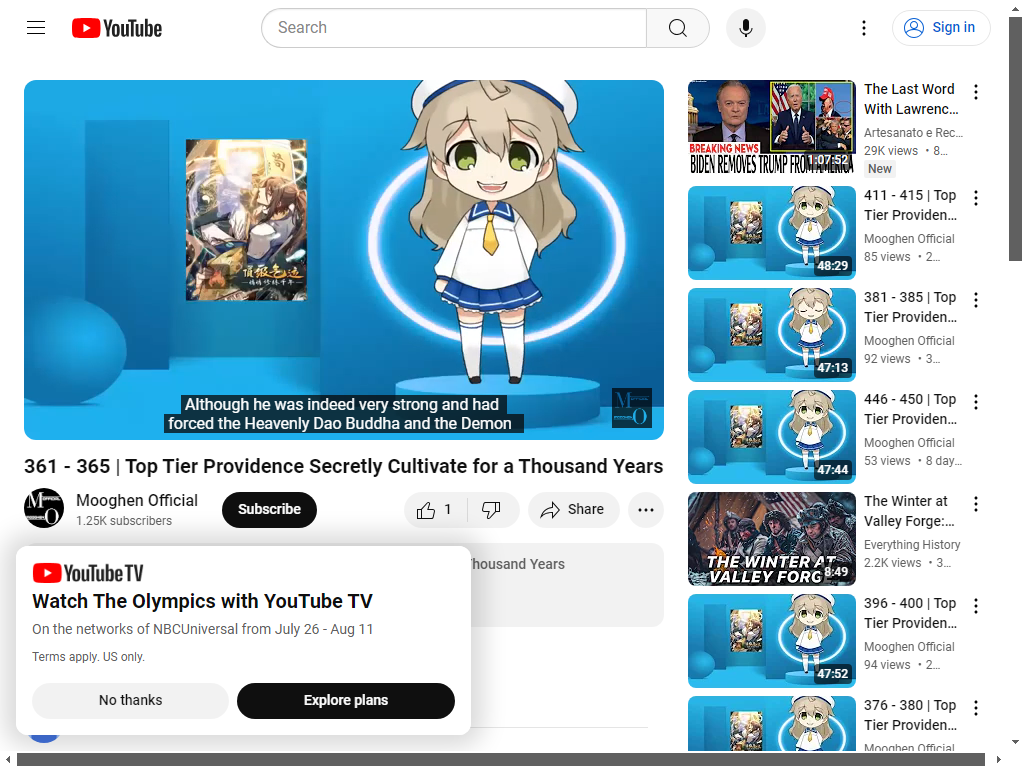 YouTube
Search
Sign in
Although he was indeed very strong and had
forced the Heavenly Dao Buddha and the Demon
361 - 365 | Top Tier Providence Secretly Cultivate for a Thousand Years
Mooghen Official
1.25K subscribers
Subscribe
1
Share
Thousand Years
YouTube TV
Watch The Olympics with YouTube TV
On the networks of NBCUniversal from July 26 - Aug 11
Terms apply. US only.
No thanks
Explore plans
BREAKING NEWS
BIDEN REMOVES TRUMP FROM AMERICA
1:07:52
The Last Word
With Lawrenc...
Artesanato e Rec...
29K views • 8...
New
48:29
411 - 415 | Top
Tier Providen...
Mooghen Official
85 views • 2...
47:13
381 - 385 | Top
Tier Providen...
Mooghen Official
92 views • 3...
47:44
446 - 450 | Top
Tier Providen...
Mooghen Official
53 views • 8 day...
THE WINTER AT
VALLEY FORG
8:49
The Winter at
Valley Forge:...
Everything History
2.2K views • 3...
47:52
396 - 400 | Top
Tier Providen...
Mooghen Official
94 views • 2...
376 - 380 | Top
Tier Providen...
Mooghen Official